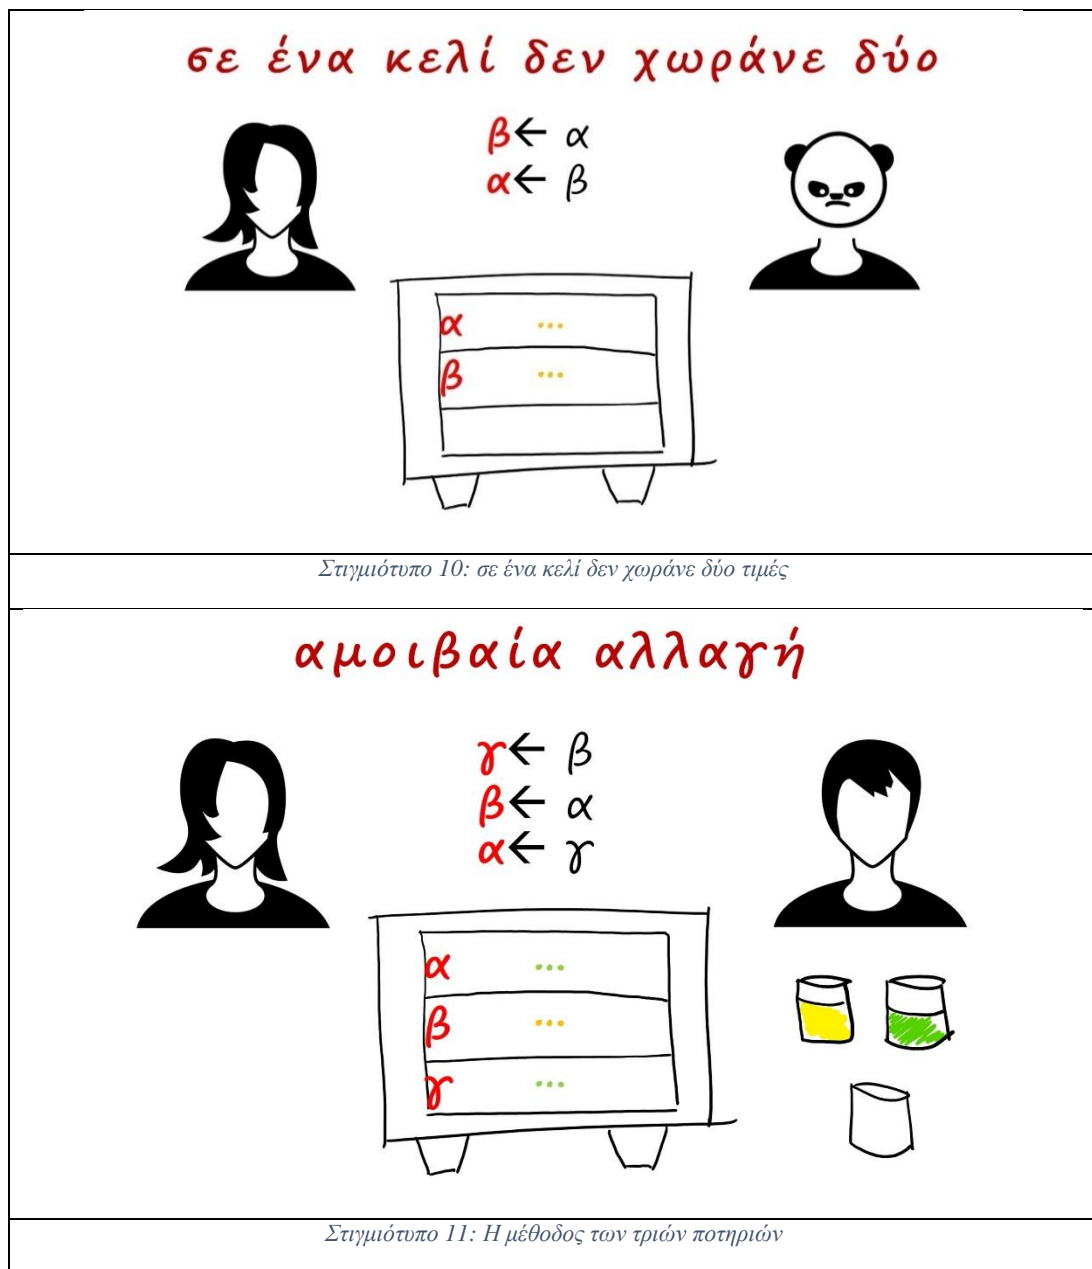 σε ένα κελί δεν χωράνε δύο
β← α
α← β
α ...
β ...
Στιγμιότυπο 10: σε ένα κελί δεν χωράνε δύο τιμές
αμοιβαία αλλαγή
γ← β
β← α
α← γ
α ...
β ...
γ ...
Στιγμιότυπο 11: Η μέθοδος των τριών ποτηριών